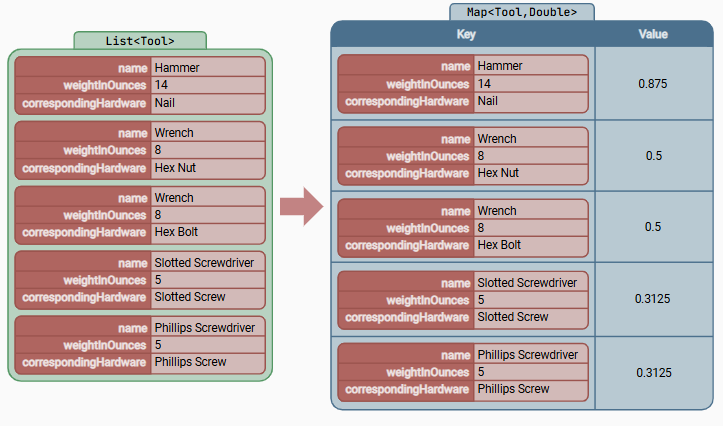 List<Tool>
name Hammer
weightInOunces 14
correspondingHardware Nail
name Wrench
weightInOunces 8
correspondingHardware Hex Nut
name Wrench
weightInOunces 8
correspondingHardware Hex Bolt
name Slotted Screwdriver
weightInOunces 5
correspondingHardware Slotted Screw
name Phillips Screwdriver
weightInOunces 5
correspondingHardware Phillips Screw
Map<Tool,Double>
Key Value
name Hammer
weightInOunces 14
correspondingHardware Nail
0.875
name Wrench
weightInOunces 8
correspondingHardware Hex Nut
0.5
name Wrench
weightInOunces 8
correspondingHardware Hex Bolt
0.5
name Slotted Screwdriver
weightInOunces 5
correspondingHardware Slotted Screw
0.3125
name Phillips Screwdriver
weightInOunces 5
correspondingHardware Phillips Screw
0.3125